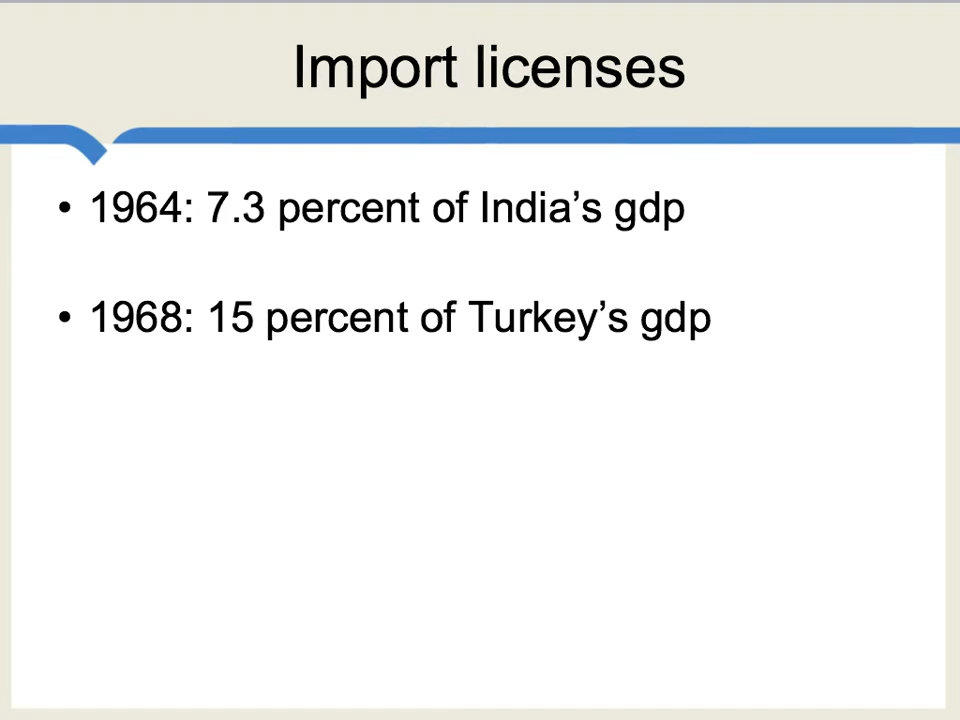 Import licenses
• 1964: 7.3 percent of India’s gdp
• 1968: 15 percent of Turkey’s gdp